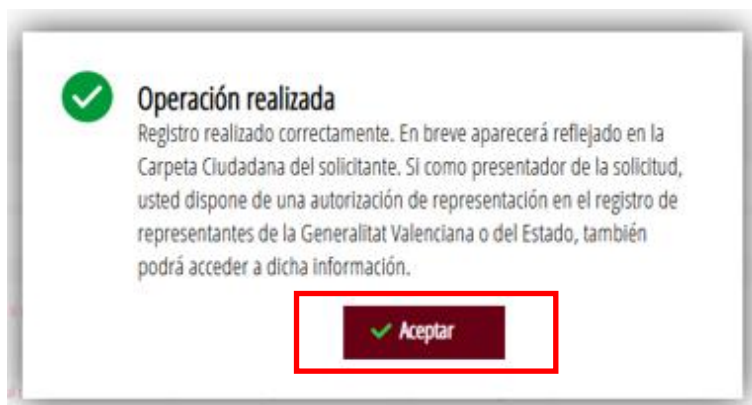 Operación realizada
Registro realizado correctamente. En breve aparecerá reflejado en la
Carpeta Ciudadana del solicitante. Si como presentador de la solicitud,
usted dispone de una autorización de representación en el registro de
representantes de la Generalitat Valenciana o del Estado, también
podrá acceder a dicha información.
Aceptar